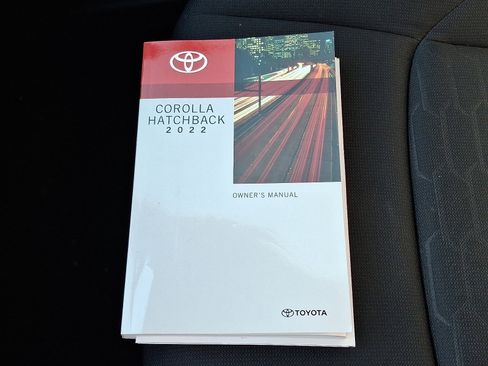 COROLLA
HATCHBACK
2022
OWNER'S MANUAL
TOYOTA